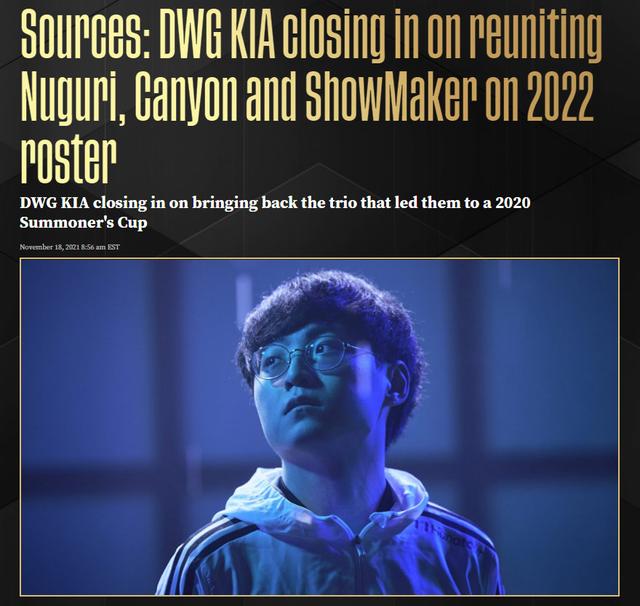 Sources: DWG KIA closing in on reuniting
Nuguri, Canyon and ShowMaker on 2022
roster
DWG KIA closing in on bringing back the trio that led them to a 2020
Summoner's Cup
November 18, 2021 8:56 am EST